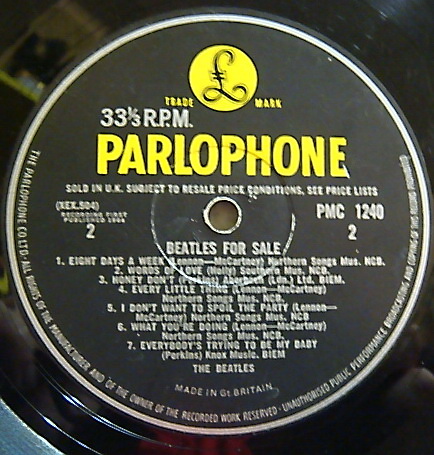 TRADE MARK
33⅓ R.P.M.
PARLOPHONE
SOLD IN U.K. SUBJECT TO RESALE PRICE CONDITIONS, SEE PRICE LISTS
(XEX.504)
RECORDING FIRST
PUBLISHED 1964
2
PMC 1240
2
BEATLES FOR SALE
1. EIGHT DAYS A WEEK (Lennon—McCartney) Northern Songs Mus. NCB.
2. WORDS OF LOVE (Holly) Southern Mus. NCB.
3. HONEY DON'T (Perkins) Aberbach (Ldn.) Ltd. BIEM.
4. EVERY LITTLE THING (Lennon—McCartney)
Northern Songs Mus. NCB.
5. I DON'T WANT TO SPOIL THE PARTY (Lennon—
McCartney) Northern Songs Mus. NCB.
6. WHAT YOU'RE DOING (Lennon—McCartney)
Northern Songs Mus. NCB.
7. EVERYBODY'S TRYING TO BE MY BABY
(Perkins) Knox Music. BIEM
THE BEATLES
MADE IN Gt. BRITAIN
THE PARLOPHONE CO LTD· ALL RIGHTS OF THE MANUFACTURER AND OF THE OWNER OF THE RECORDED WORK RESERVED · UNAUTHORISED PUBLIC PERFORMANCE BROADCASTING AND COPYING OF THIS RECORD PROHIBITED